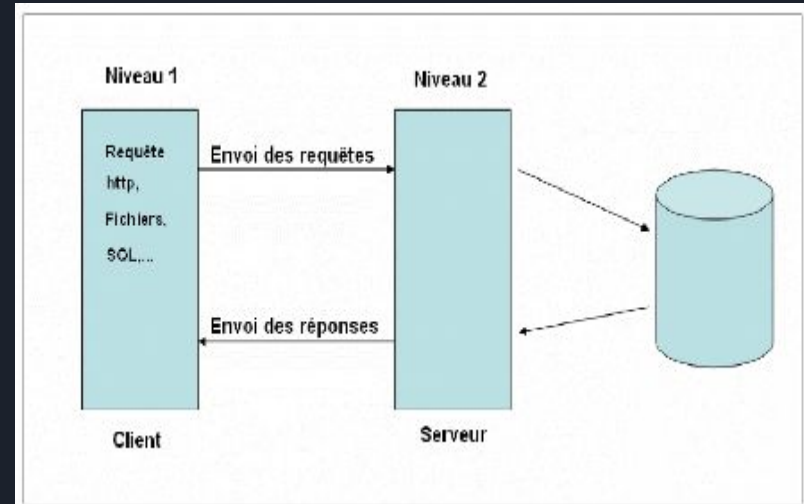 Niveau 1
Niveau 2
Requête
http,
Fichiers,
SQL,...
Envoi des requêtes
Envoi des réponses
Client
Serveur